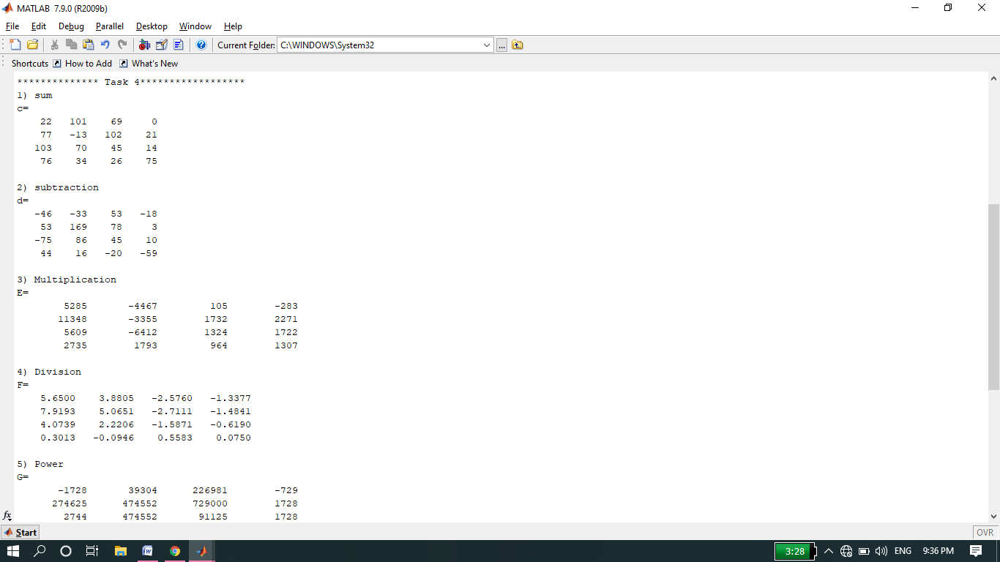 MATLAB 7.9.0 (R2009b)
File Edit Debug Parallel Desktop Window Help
Current Folder: C:\WINDOWS\System32 ...
Shortcuts How to Add What's New
************** Task 4******************
1) sum
c=
22 101 69 0
77 -13 102 21
103 70 45 14
76 34 26 75
2) subtraction
d=
-46 -33 53 -18
53 169 78 3
-75 86 45 10
44 16 -20 -59
3) Multiplication
E=
5285 -4467 105 -283
11348 -3355 1732 2271
5609 -6412 1324 1722
2735 1793 964 1307
4) Division
F=
5.6500 3.8805 -2.5760 -1.3377
7.9193 5.0651 -2.7111 -1.4841
4.0739 2.2206 -1.5871 -0.6190
0.3013 -0.0946 0.5583 0.0750
5) Power
G=
-1728 39304 226981 -729
274625 474552 729000 1728
fx 2744 474552 91125 1728
Start OVR
3:28 ENG 9:36 PM